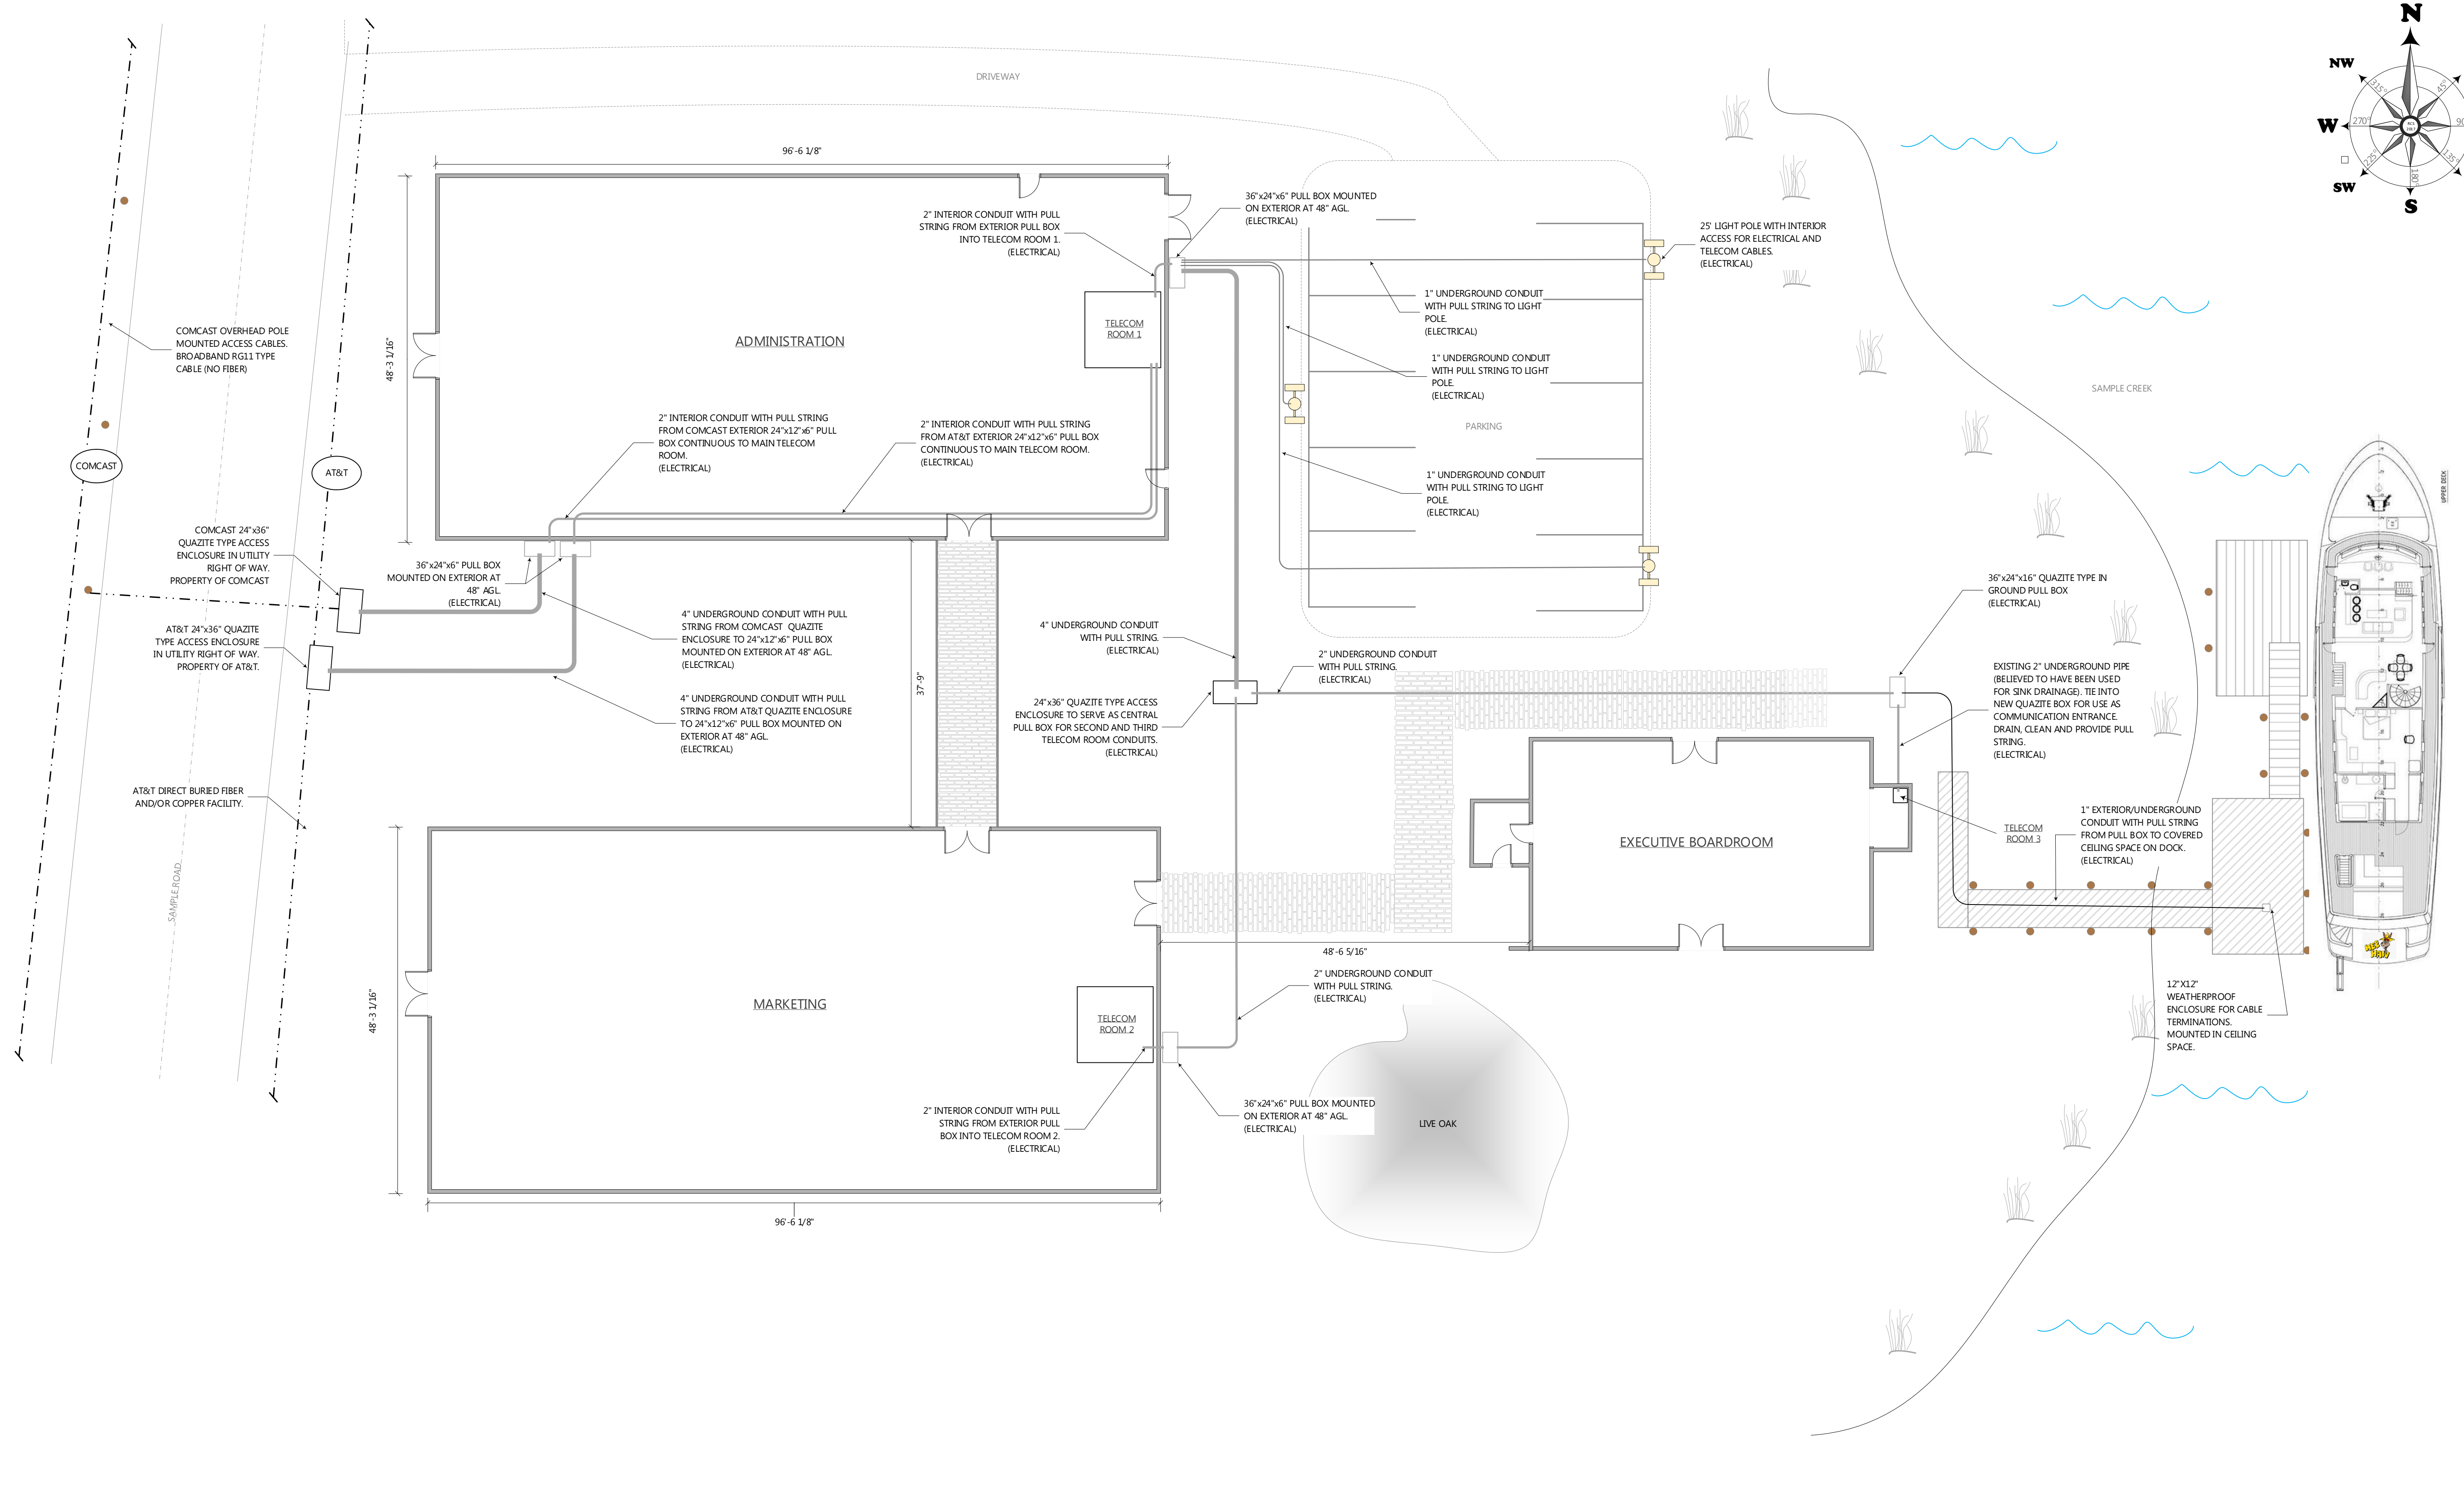 N
NW
45°
315°
W
270°
90
RCS
225°
135°
180°
SW
S
DRIVEWAY
96'-6 1/8"
48'-3 1/16"
2" INTERIOR CONDUIT WITH PULL
STRING FROM EXTERIOR PULL BOX
INTO TELECOM ROOM 1.
(ELECTRICAL)
36"x24"x6" PULL BOX MOUNTED
ON EXTERIOR AT 48" AGL.
(ELECTRICAL)
25' LIGHT POLE WITH INTERIOR
ACCESS FOR ELECTRICAL AND
TELECOM CABLES.
(ELECTRICAL)
1" UNDERGROUND CONDUIT
WITH PULL STRING TO LIGHT
POLE.
(ELECTRICAL)
1" UNDERGROUND CONDUIT
WITH PULL STRING TO LIGHT
POLE.
(ELECTRICAL)
PARKING
1" UNDERGROUND CONDUIT
WITH PULL STRING TO LIGHT
POLE.
(ELECTRICAL)
TELECOM
ROOM 1
ADMINISTRATION
COMCAST OVERHEAD POLE
MOUNTED ACCESS CABLES.
BROADBAND RG11 TYPE
CABLE (NO FIBER)
SAMPLE CREEK
2" INTERIOR CONDUIT WITH PULL STRING
FROM COMCAST EXTERIOR 24"x12"x6" PULL
BOX CONTINUOUS TO MAIN TELECOM
ROOM.
(ELECTRICAL)
2" INTERIOR CONDUIT WITH PULL STRING
FROM AT&T EXTERIOR 24"x12"x6" PULL BOX
CONTINUOUS TO MAIN TELECOM ROOM.
(ELECTRICAL)
COMCAST
AT&T
UPPER DECK
COMCAST 24"x36"
QUAZITE TYPE ACCESS
ENCLOSURE IN UTILITY
RIGHT OF WAY.
PROPERTY OF COMCAST
36"x24"x6" PULL BOX
MOUNTED ON EXTERIOR AT
48" AGL.
(ELECTRICAL)
AT&T 24"x36" QUAZITE
TYPE ACCESS ENCLOSURE
IN UTILITY RIGHT OF WAY.
PROPERTY OF AT&T.
4" UNDERGROUND CONDUIT WITH PULL
STRING FROM COMCAST QUAZITE
ENCLOSURE TO 24"x12"x6" PULL BOX
MOUNTED ON EXTERIOR AT 48" AGL.
(ELECTRICAL)
4" UNDERGROUND CONDUIT WITH PULL
STRING FROM AT&T QUAZITE ENCLOSURE
TO 24"x12"x6" PULL BOX MOUNTED ON
EXTERIOR AT 48" AGL.
(ELECTRICAL)
37'-9"
4" UNDERGROUND CONDUIT
WITH PULL STRING.
(ELECTRICAL)
2" UNDERGROUND CONDUIT
WITH PULL STRING.
(ELECTRICAL)
24"x36" QUAZITE TYPE ACCESS
ENCLOSURE TO SERVE AS CENTRAL
PULL BOX FOR SECOND AND THIRD
TELECOM ROOM CONDUITS.
(ELECTRICAL)
36"x24"x16" QUAZITE TYPE IN
GROUND PULL BOX
(ELECTRICAL)
EXISTING 2" UNDERGROUND PIPE
(BELIEVED TO HAVE BEEN USED
FOR SINK DRAINAGE). TIE INTO
NEW QUAZITE BOX FOR USE AS
COMMUNICATION ENTRANCE.
DRAIN, CLEAN AND PROVIDE PULL
STRING.
(ELECTRICAL)
AT&T DIRECT BURIED FIBER
AND/OR COPPER FACILITY.
SAMPLE ROAD
EXECUTIVE BOARDROOM
TELECOM
ROOM 3
1" EXTERIOR/UNDERGROUND
CONDUIT WITH PULL STRING
FROM PULL BOX TO COVERED
CEILING SPACE ON DOCK.
(ELECTRICAL)
48'-6 5/16"
48'-3 1/16"
MARKETING
TELECOM
ROOM 2
2" UNDERGROUND CONDUIT
WITH PULL STRING.
(ELECTRICAL)
12"X12"
WEATHERPROOF
ENCLOSURE FOR CABLE
TERMINATIONS.
MOUNTED IN CEILING
SPACE.
2" INTERIOR CONDUIT WITH PULL
STRING FROM EXTERIOR PULL
BOX INTO TELECOM ROOM 2.
(ELECTRICAL)
36"x24"x6" PULL BOX MOUNTED
ON EXTERIOR AT 48" AGL.
(ELECTRICAL)
LIVE OAK
96'-6 1/8"